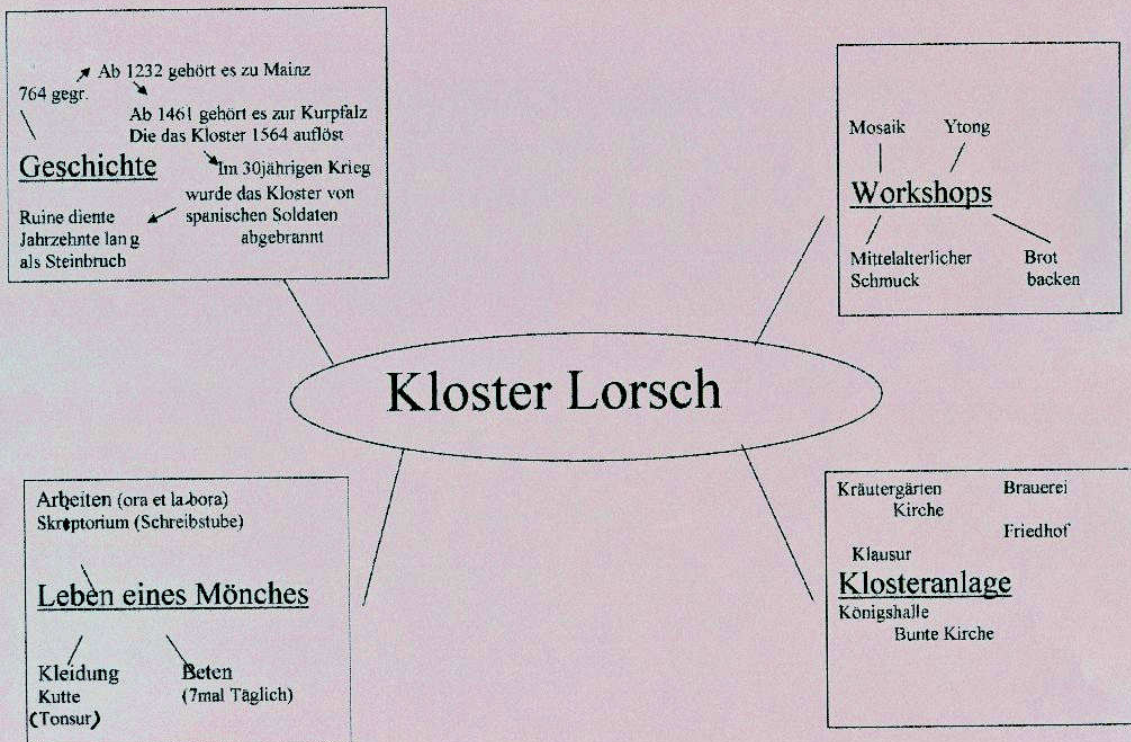 Ab 1232 gehört es zu Mainz
764 gegr.
Ab 1461 gehört es zur Kurpfalz
Die das Kloster 1564 auflöst
Geschichte
Im 30jährigen Krieg
wurde das Kloster von
spanischen Soldaten
abgebrannt
Ruine diente
Jahrzehnte lang
als Steinbruch
Mosaik Ytong
Workshops
Mittelalterlicher
Schmuck
Brot
backen
Kloster Lorsch
Arbeiten (ora et labora)
Skriptorium (Schreibstube)
Leben eines Mönches
Kleidung
Kutte
(Tonsur)
Beten
(7mal Täglich)
Kräutergärten Brauerei
Kirche
Friedhof
Klausur
Klosteranlage
Königshalle
Bunte Kirche